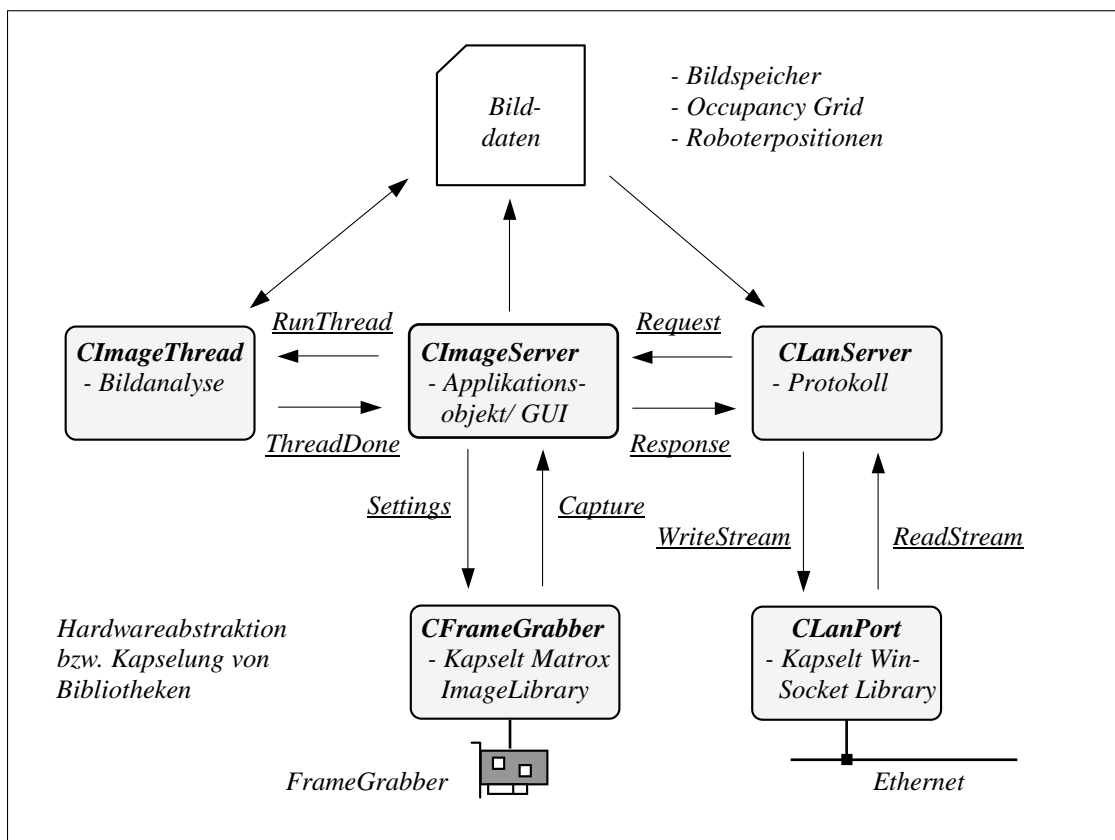 Bild-
daten
- Bildspeicher
- Occupancy Grid
- Roboterpositionen
RunThread
Request
CImageThread
- Bildanalyse
CImageServer
- Applikations-
objekt/ GUI
CLanServer
- Protokoll
ThreadDone
Response
Settings
Capture
WriteStream
ReadStream
Hardwareabstraktion
bzw. Kapselung von
Bibliotheken
CFrameGrabber
- Kapselt Matrox
ImageLibrary
CLanPort
- Kapselt Win-
Socket Library
FrameGrabber
Ethernet